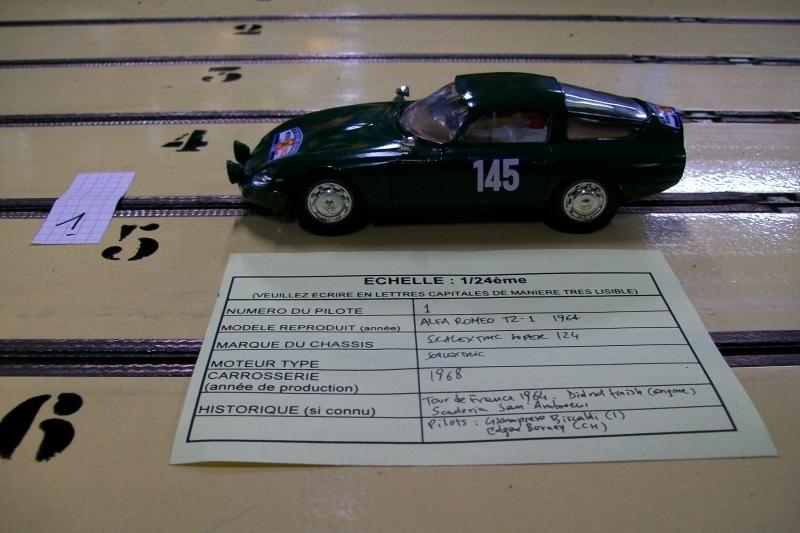 2
3
4
145
1
5
ECHELLE : 1/24ème
(VEUILLEZ ECRIRE EN LETTRES CAPITALES DE MANIERE TRES LISIBLE)
NUMERO DU PILOTE 1
MODELE REPRODUIT (année) ALFA ROMEO TZ-1 1964
MARQUE DU CHASSIS SCALEXTRIC SUPER 124
MOTEUR TYPE SCALEXTRIC
CARROSSERIE 1968
(année de production)
HISTORIQUE (si connu) Tour de France 1964. Did not finish (engine)
Scuderia San
Pilots : Giampiero Biscaldi (I)
Edgar Berney (CH)
6